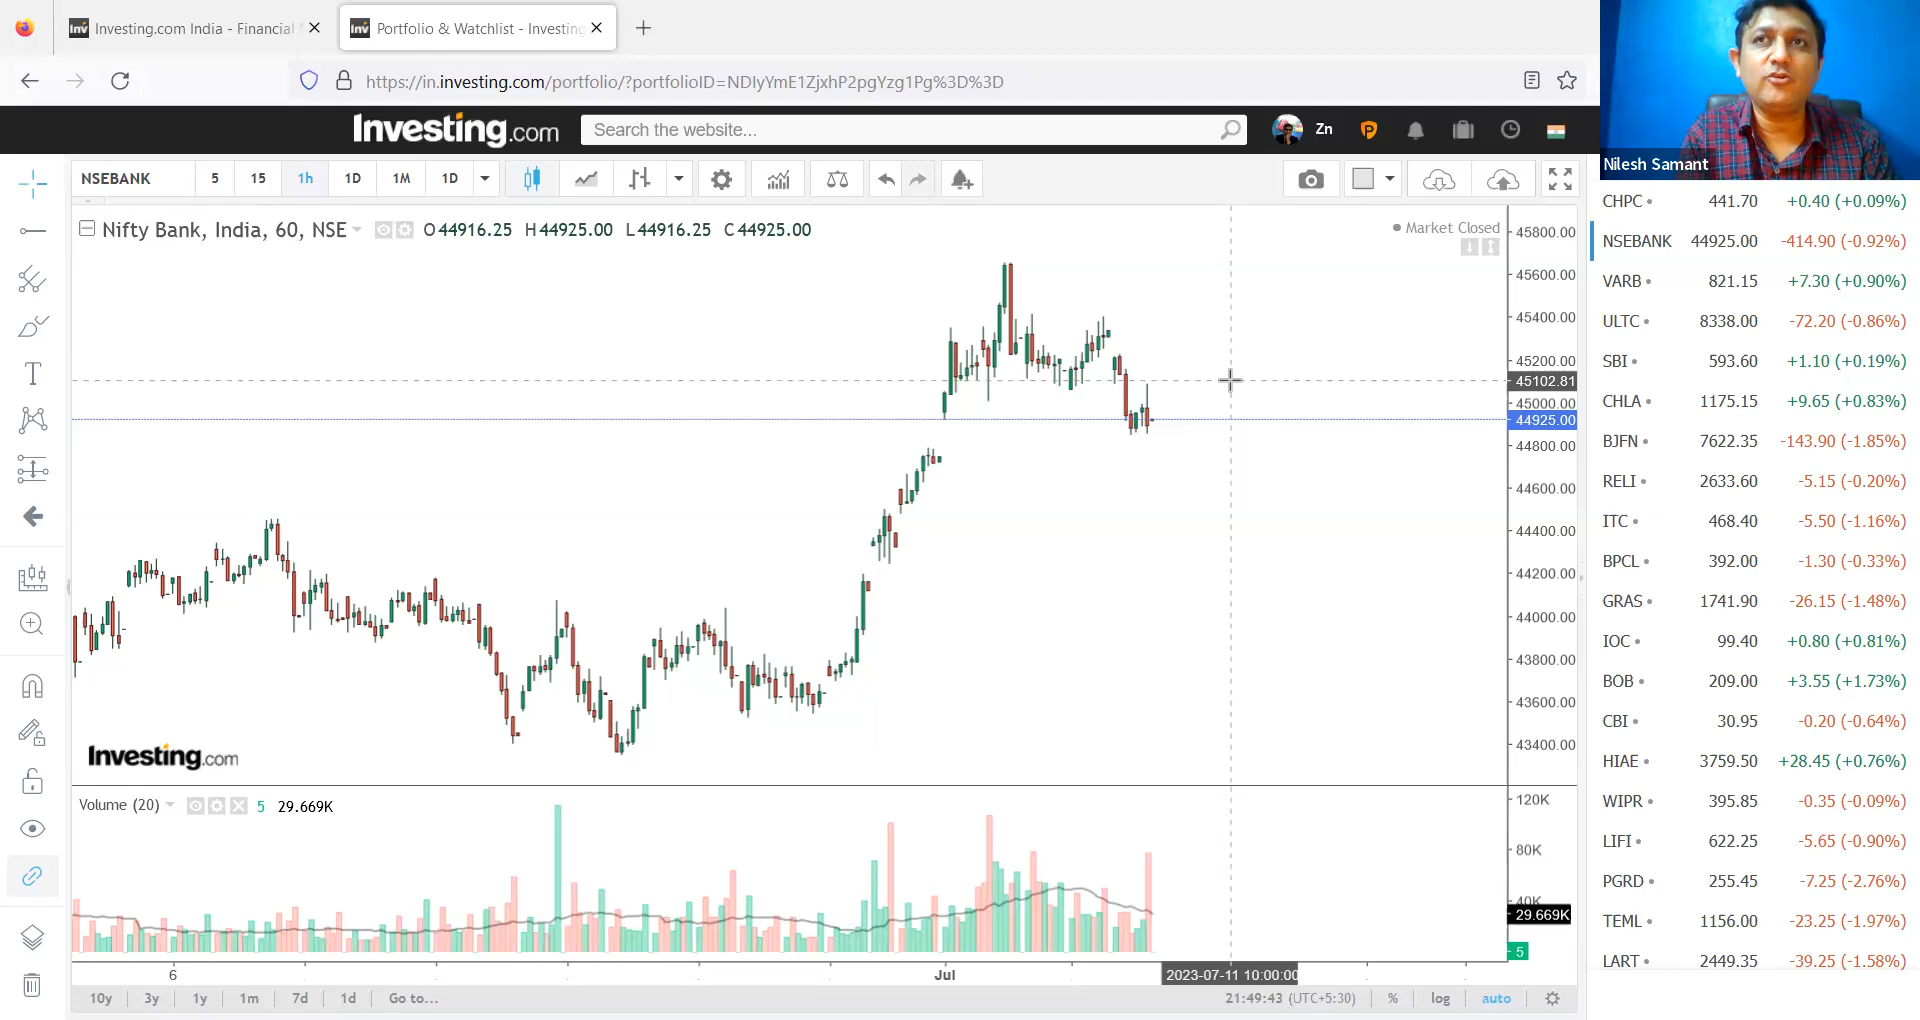 Investing.com India - Financial
Portfolio & Watchlist - Investing
https://in.investing.com/portfolio/?portfolioID=NDIyYmE1ZjxhP2pgYzg1Pg%3D%3D
Investing.com
Search the website...
Zn
Nilesh Samant
NSEBANK 5 15 1h 1D 1M 1D
Nifty Bank, India, 60, NSE O44916.25 H44925.00 L44916.25 C44925.00
Market Closed
45800.00
45600.00
45400.00
45200.00
45102.81
45000.00
44925.00
44800.00
44600.00
44400.00
44200.00
44000.00
43800.00
43600.00
43400.00
Investing.com
Volume (20) 5 29.669K
120K
80K
40K
29.669K
5
6 Jul 2023-07-11 10:00:00
10y 3y 1y 1m 7d 1d Go to... 21:49:43 (UTC+5:30) % log auto
CHPC 441.70 +0.40 (+0.09%)
NSEBANK 44925.00 -414.90 (-0.92%)
VARB 821.15 +7.30 (+0.90%)
ULTC 8338.00 -72.20 (-0.86%)
SBI 593.60 +1.10 (+0.19%)
CHLA 1175.15 +9.65 (+0.83%)
BJFN 7622.35 -143.90 (-1.85%)
RELI 2633.60 -5.15 (-0.20%)
ITC 468.40 -5.50 (-1.16%)
BPCL 392.00 -1.30 (-0.33%)
GRAS 1741.90 -26.15 (-1.48%)
IOC 99.40 +0.80 (+0.81%)
BOB 209.00 +3.55 (+1.73%)
CBI 30.95 -0.20 (-0.64%)
HIAE 3759.50 +28.45 (+0.76%)
WIPR 395.85 -0.35 (-0.09%)
LIFI 622.25 -5.65 (-0.90%)
PGRD 255.45 -7.25 (-2.76%)
TEML 1156.00 -23.25 (-1.97%)
LART 2449.35 -39.25 (-1.58%)